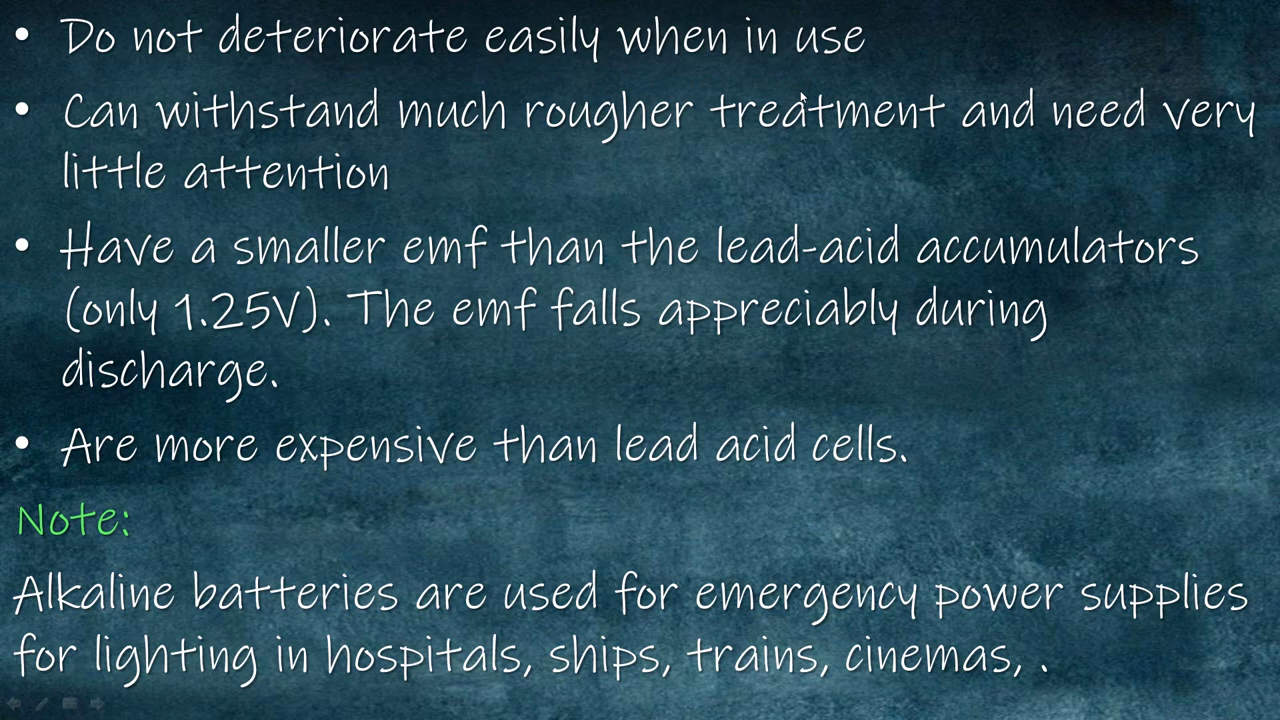 • Do not deteriorate easily when in use
• Can withstand much rougher treatment and need very
little attention
• Have a smaller emf than the lead-acid accumulators
(only 1.25V). The emf falls appreciably during
discharge.
• Are more expensive than lead acid cells.
Note:
Alkaline batteries are used for emergency power supplies
for lighting in hospitals, ships, trains, cinemas, .